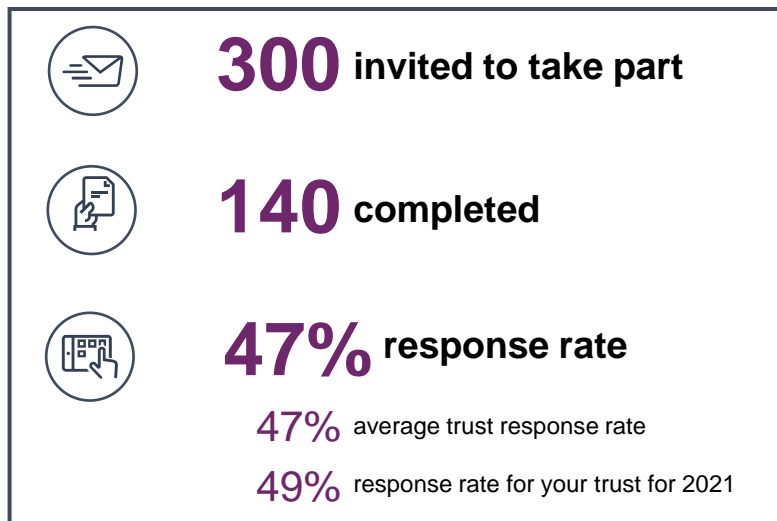 300 invited to take part
140 completed
47% response rate
47% average trust response rate
49% response rate for your trust for 2021